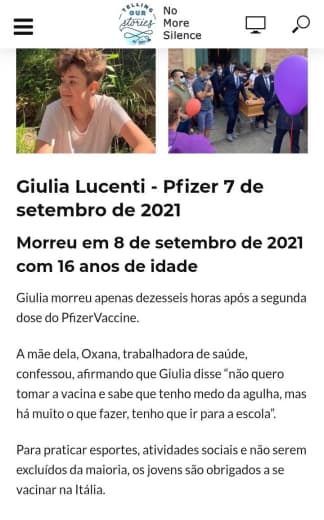 TELLING
OUR
stories
No
More
Silence
Giulia Lucenti - Pfizer 7 de
setembro de 2021
Morreu em 8 de setembro de 2021
com 16 anos de idade
Giulia morreu apenas dezesseis horas após a segunda
dose do PfizerVaccine.
A mãe dela, Oxana, trabalhadora de saúde,
confessou, afirmando que Giulia disse “não quero
tomar a vacina e sabe que tenho medo da agulha, mas
há muito o que fazer, tenho que ir para a escola”.
Para praticar esportes, atividades sociais e não serem
excluídos da maioria, os jovens são obrigados a se
vacinar na Itália.